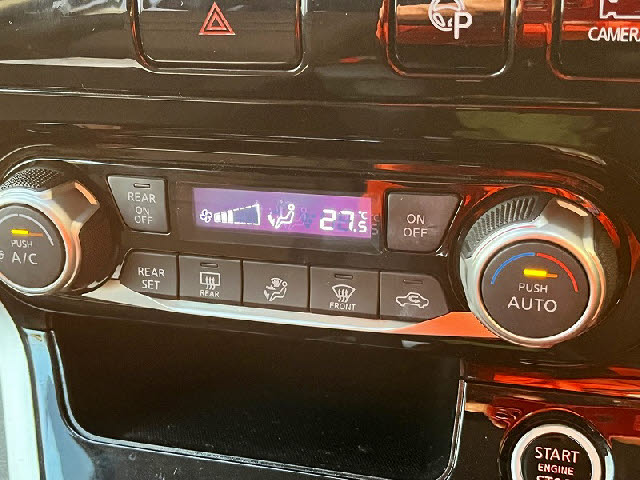 P
CAMERA
REAR
ON
OFF
27.5°C
ON
OFF
PUSH
A/C
REAR
SET
REAR
FRONT
PUSH
AUTO
START
ENGINE